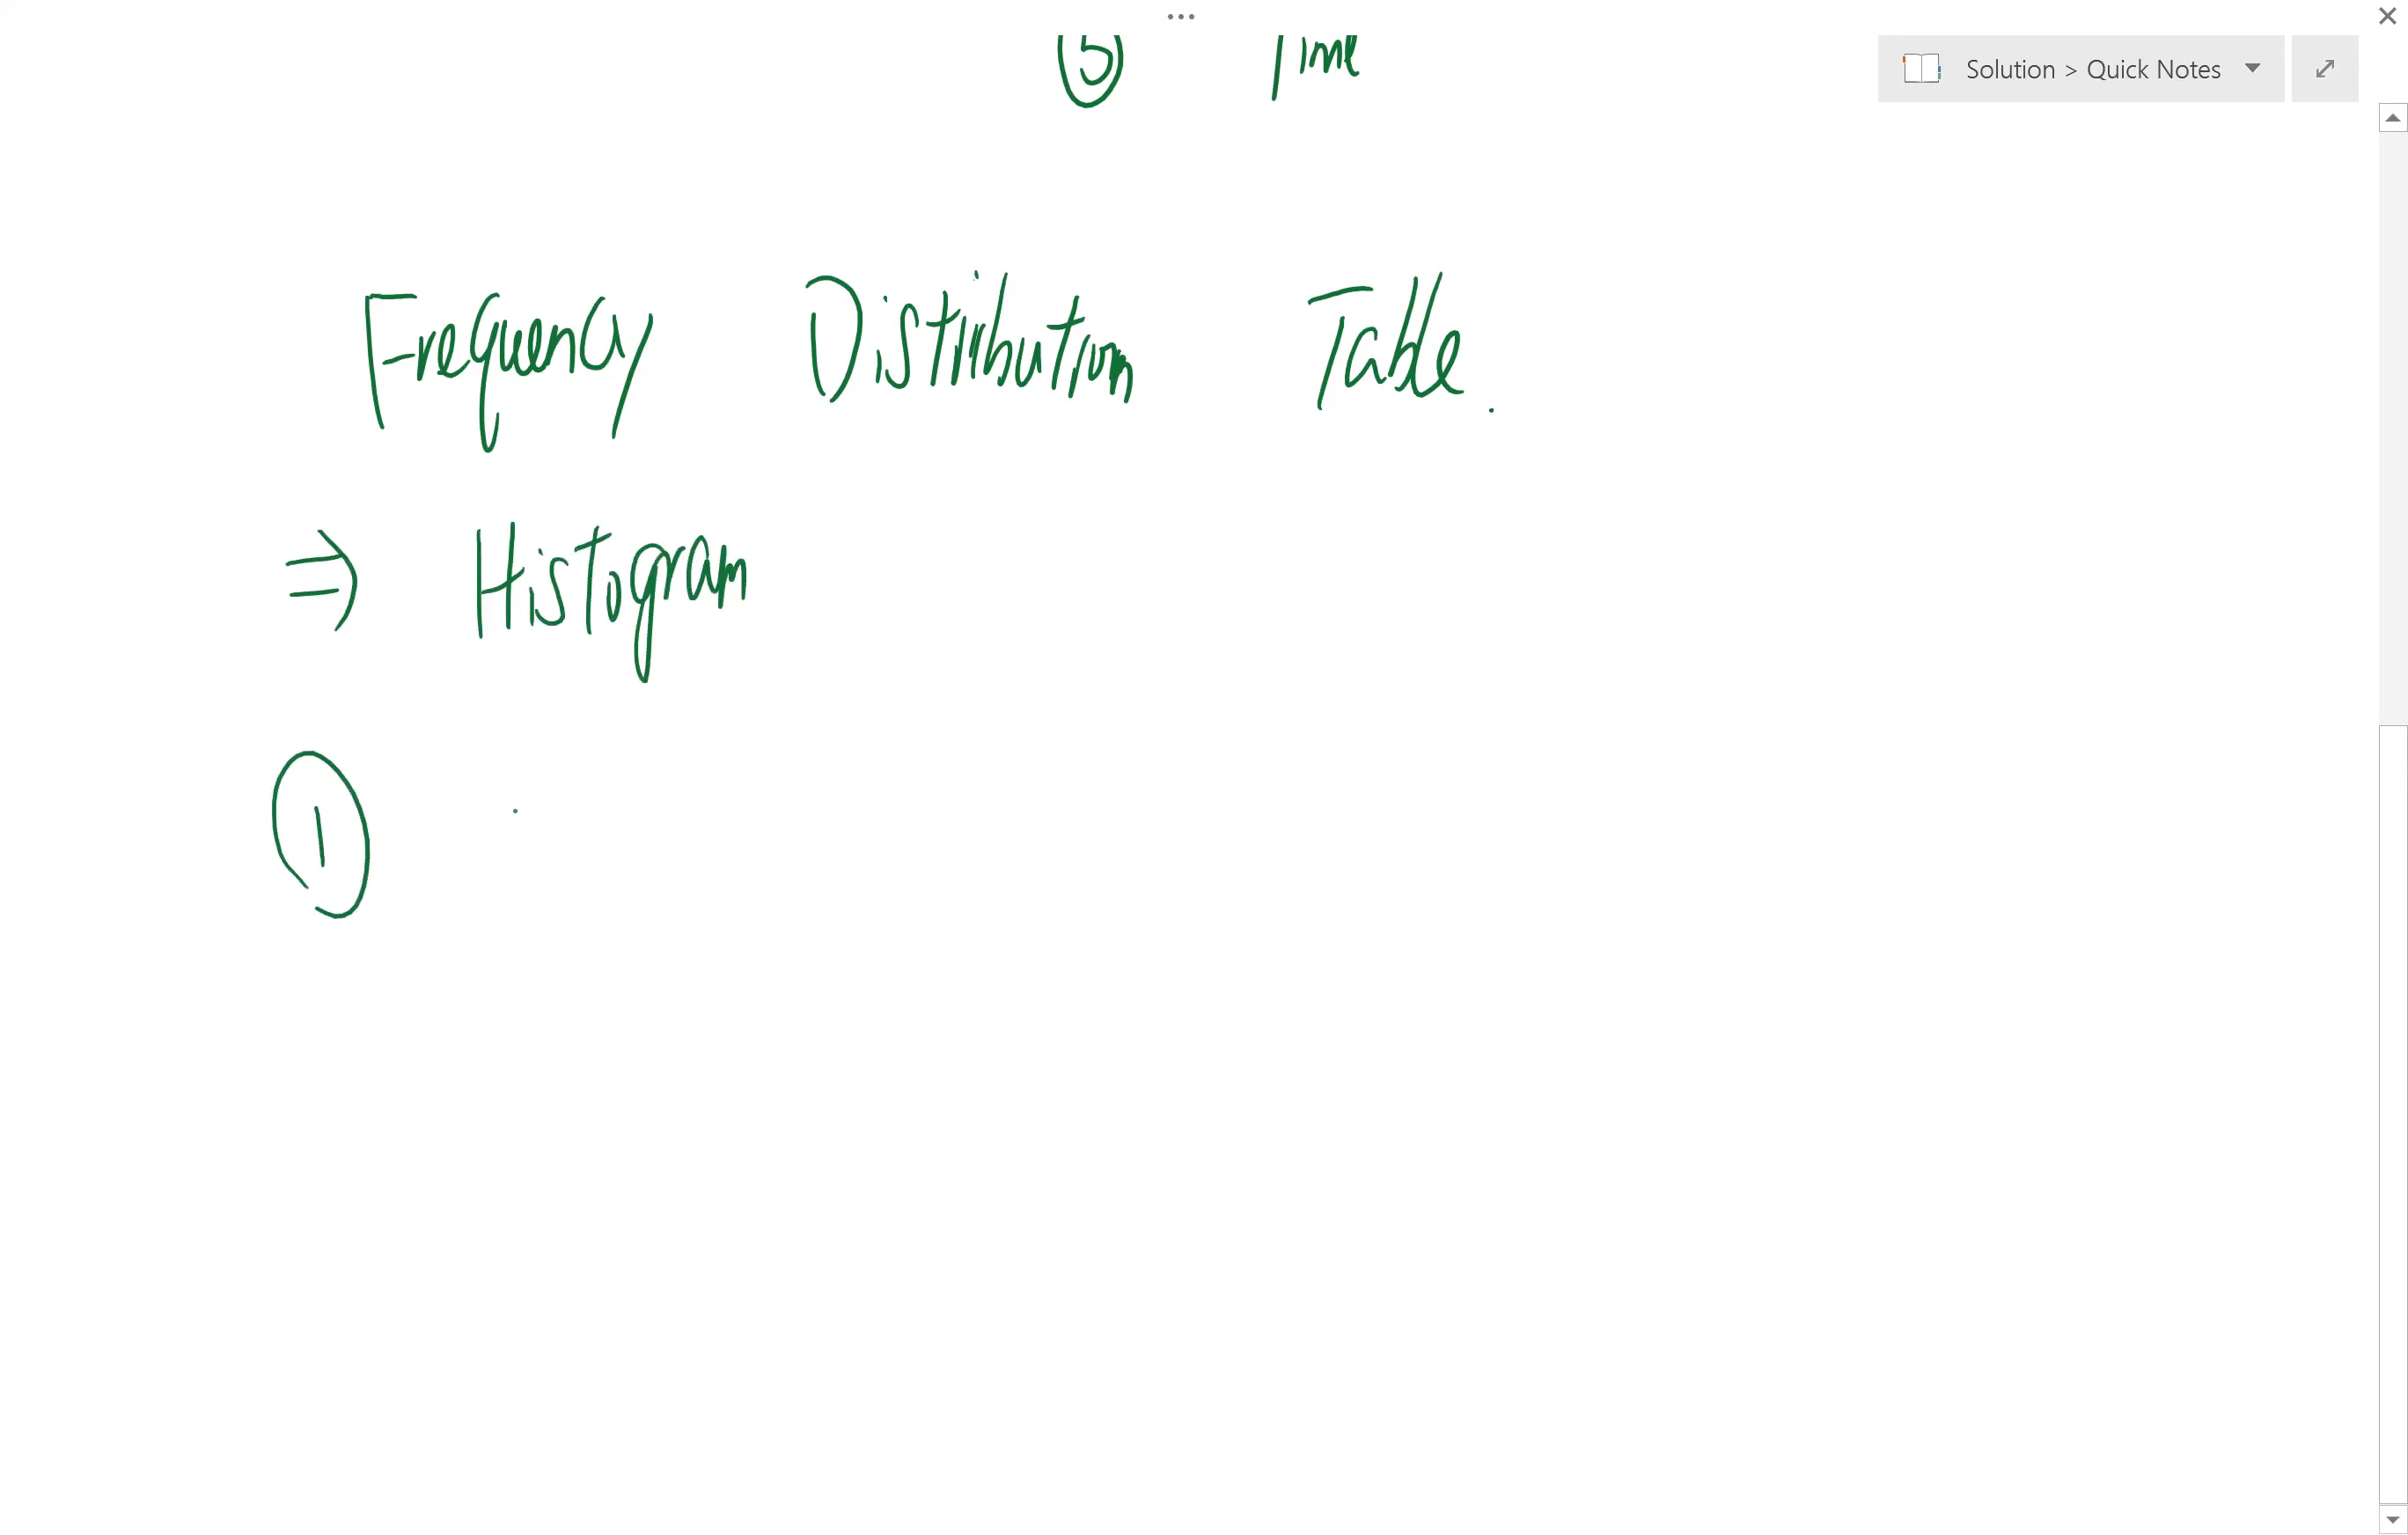 Solution > Quick Notes
⑤ Time
Frequency Distribution Table.
⇒ Histogram
①